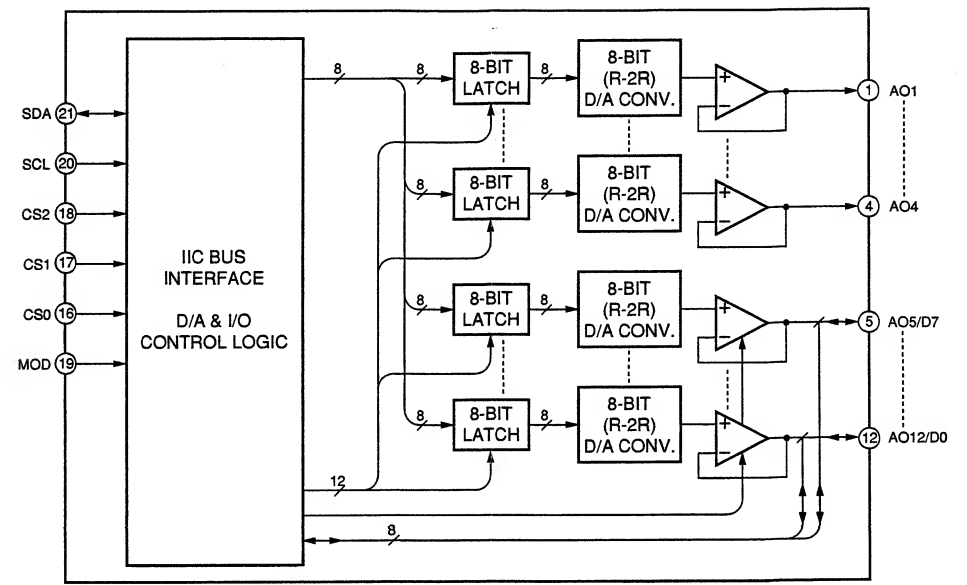 SDA 21
SCL 20
CS2 18
CS1 17
CS0 16
MOD 19
IIC BUS
INTERFACE
D/A & I/O
CONTROL LOGIC
8
8
8-BIT
LATCH
8
8-BIT
(R-2R)
D/A CONV.
+
−
1 AO1
8
8-BIT
LATCH
8
8-BIT
(R-2R)
D/A CONV.
+
−
4 AO4
8
8-BIT
LATCH
8
8-BIT
(R-2R)
D/A CONV.
+
−
5 AO5/D7
8
8-BIT
LATCH
8
8-BIT
(R-2R)
D/A CONV.
+
−
12 AO12/D0
12
8